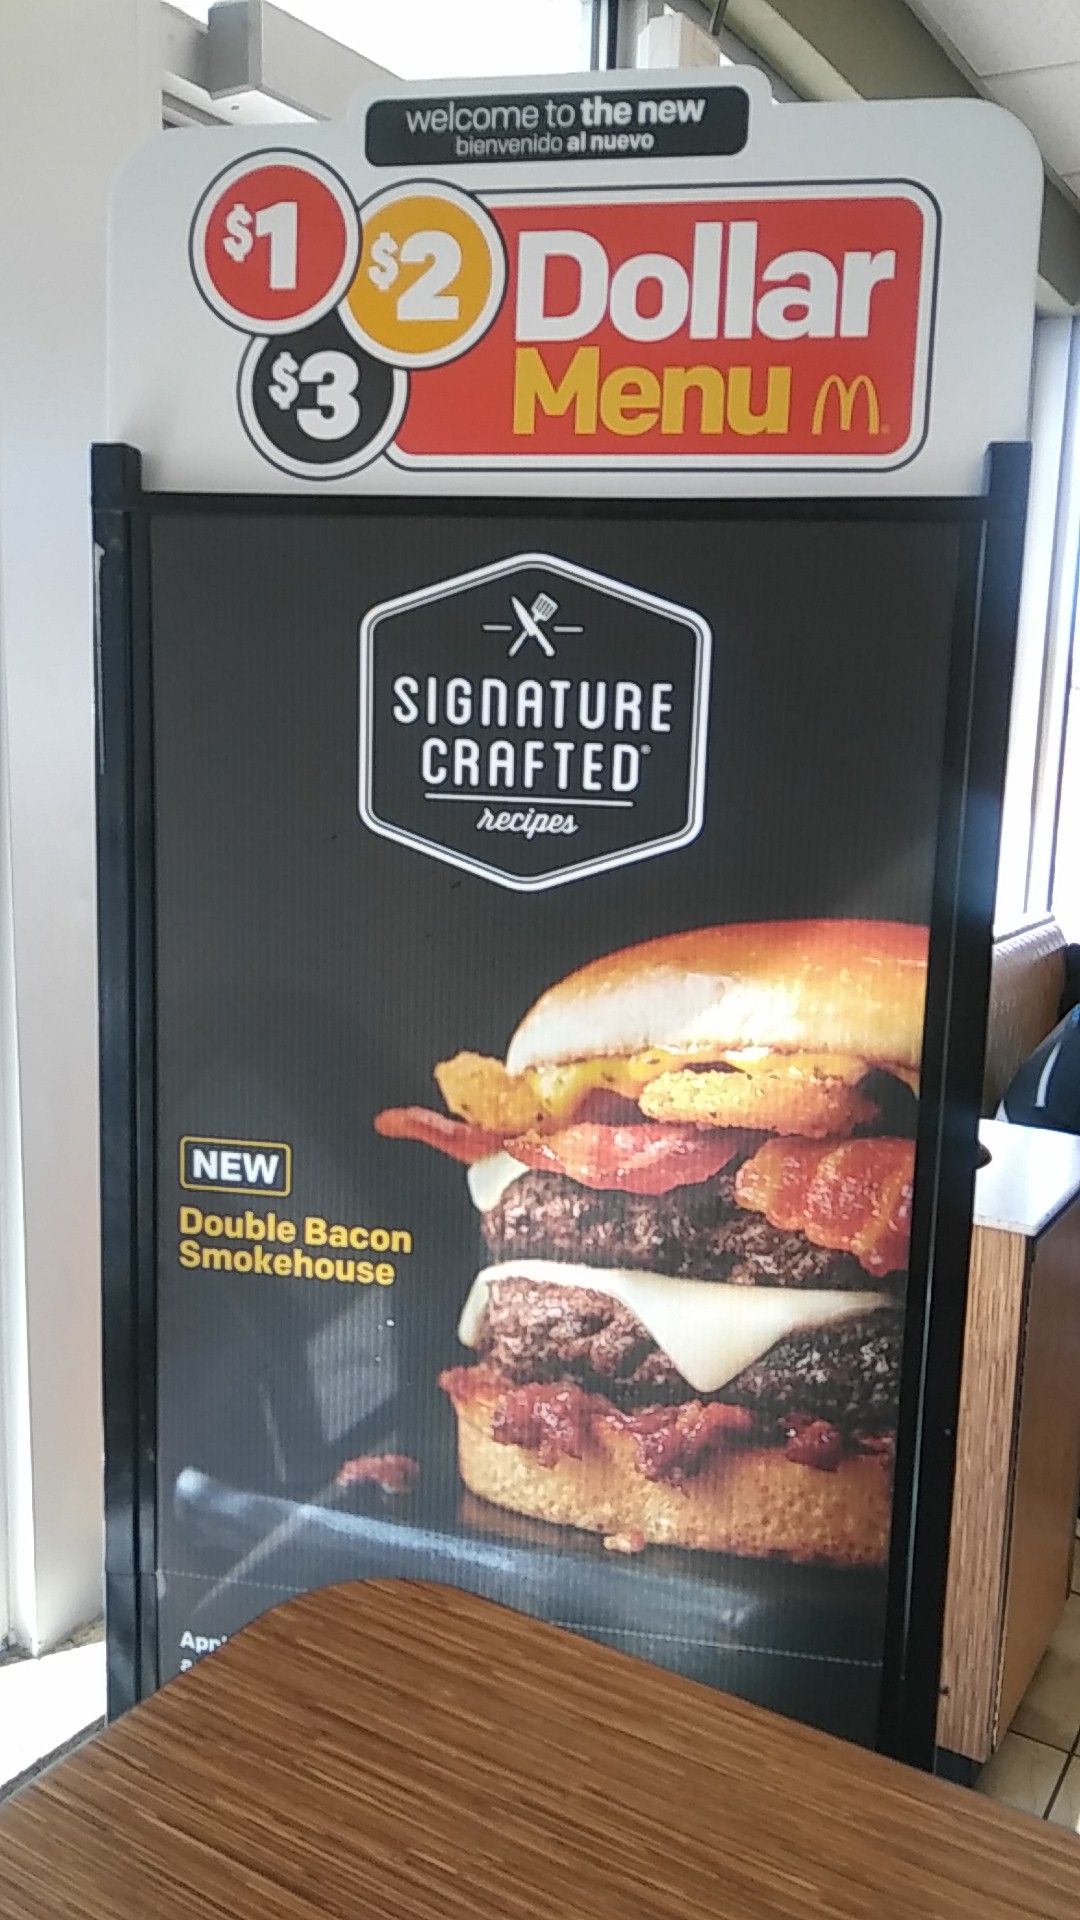 welcome to the new
bienvenido al nuevo
$1 $2 $3
Dollar
Menu
SIGNATURE
CRAFTED®
recipes
NEW
Double Bacon
Smokehouse